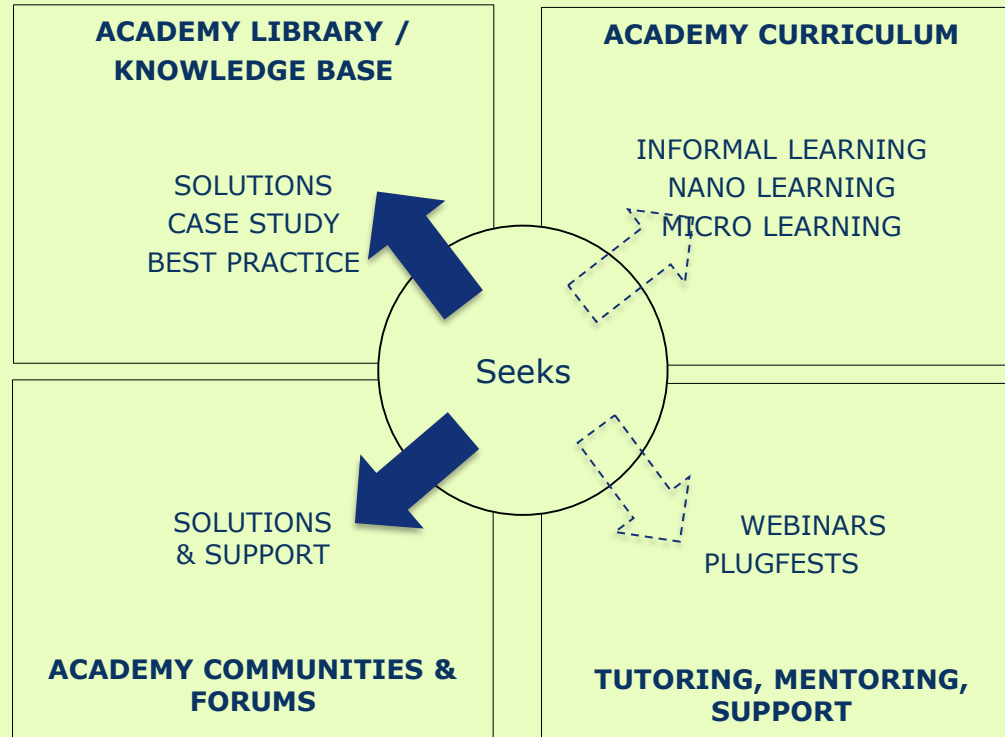 ACADEMY LIBRARY /
KNOWLEDGE BASE
SOLUTIONS
CASE STUDY
BEST PRACTICE
ACADEMY CURRICULUM
INFORMAL LEARNING
NANO LEARNING
MICRO LEARNING
Seeks
SOLUTIONS
& SUPPORT
ACADEMY COMMUNITIES &
FORUMS
WEBINARS
PLUGFESTS
TUTORING, MENTORING,
SUPPORT